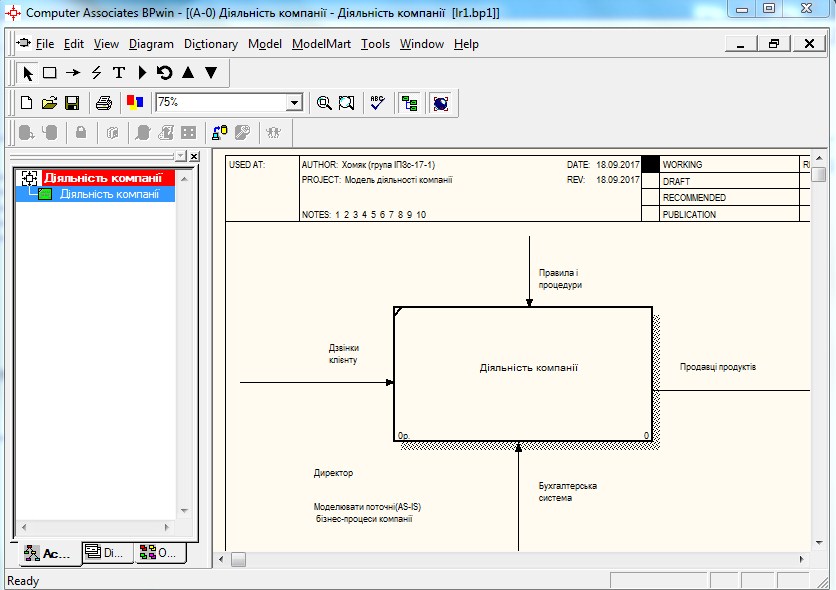 Computer Associates BPwin - [(A-0) Діяльність компанії - Діяльність компанії [lr1.bp1]]
File Edit View Diagram Dictionary Model ModelMart Tools Window Help
T
75%
ABC
Діяльність компанії
Діяльність компанії
USED AT:
AUTHOR: Хомяк (група ІПЗс-17-1)
DATE: 18.09.2017
WORKING
PROJECT: Модель діяльності компанії
REV: 18.09.2017
DRAFT
RECOMMENDED
NOTES: 1 2 3 4 5 6 7 8 9 10
PUBLICATION
Правила і
процедури
Дзвінки
клієнту
Діяльність компанії
Продавці продуктів
0р.
0
Директор
Бухгалтерська
система
Моделювати поточні(AS-IS)
бізнес-процеси компанії
Ac...
Di...
O...
Ready